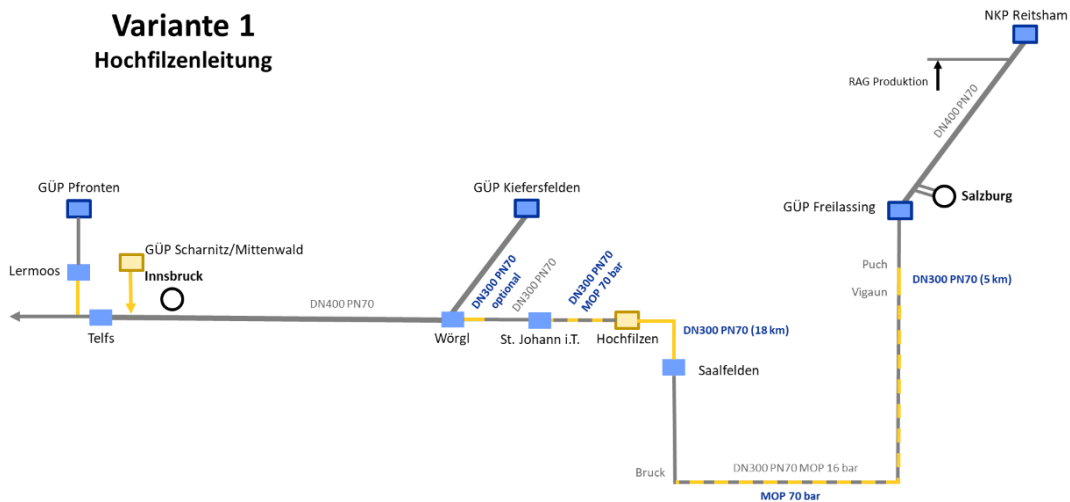 Variante 1
Hochfilzenleitung
NKP Reitsham
RAG Produktion
DN400 PN70
GÜP Pfronten
GÜP Kiefersfelden
Salzburg
GÜP Freilassing
GÜP Scharnitz/Mittenwald
Lermoos
Innsbruck
DN400 PN70
DN300 PN70
optional
DN300 PN70
DN300 PN70
MOP 70 bar
Puch
DN300 PN70 (5 km)
Vigaun
Telfs
Wörgl
St. Johann i.T.
Hochfilzen
DN300 PN70 (18 km)
Saalfelden
Bruck
DN300 PN70 MOP 16 bar
MOP 70 bar